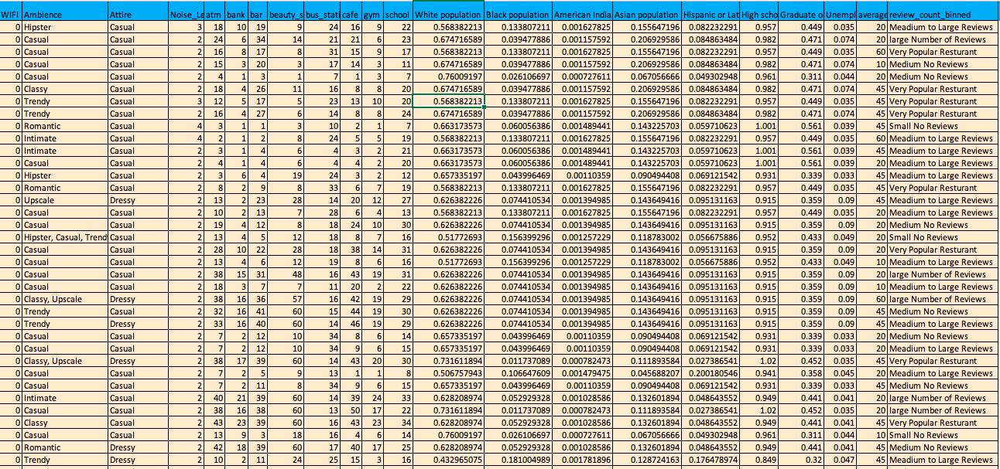 WIFI Ambience Attire Noise_Le atm bank bar beauty_s bus_stati cafe gym school White population Black population American India Asian population Hispanic or Lat High scho Graduate o Unempl average review_count_binned
0 Hipster Casual 3 18 10 19 9 24 16 9 22 0.568382213 0.133807211 0.001627825 0.155647196 0.082232291 0.957 0.449 0.035 20 Meadium to Large Reviews
0 Casual Casual 2 24 6 34 14 21 21 6 23 0.674716589 0.039477886 0.001157592 0.206929586 0.084863484 0.982 0.471 0.074 20 large Number of Reviews
0 Casual Casual 2 16 8 17 8 31 15 9 17 0.568382213 0.133807211 0.001627825 0.155647196 0.082232291 0.957 0.449 0.035 60 Very Popular Resturant
0 Casual Casual 2 15 3 20 3 17 14 3 11 0.674716589 0.039477886 0.001157592 0.206929586 0.084863484 0.982 0.471 0.074 10 Medium No Reviews
0 Casual Casual 2 4 1 3 1 7 1 3 7 0.76009197 0.026106697 0.000727611 0.067056666 0.049302948 0.961 0.311 0.044 20 Medium No Reviews
0 Classy Casual 2 18 4 26 11 16 8 8 20 0.674716589 0.039477886 0.001157592 0.206929586 0.084863484 0.982 0.471 0.074 45 Very Popular Resturant
0 Trendy Casual 3 12 5 17 5 23 13 10 20 0.568382213 0.133807211 0.001627825 0.155647196 0.082232291 0.957 0.449 0.035 45 Very Popular Resturant
0 Trendy Casual 2 16 4 27 6 14 8 8 24 0.674716589 0.039477886 0.001157592 0.206929586 0.084863484 0.982 0.471 0.074 45 Very Popular Resturant
0 Romantic Casual 4 3 1 1 3 10 2 1 7 0.663173573 0.060056386 0.001489441 0.143225703 0.059710623 1.001 0.561 0.039 45 Small No Reviews
0 Intimate Casual 4 2 1 2 8 24 5 5 19 0.568382213 0.133807211 0.001627825 0.155647196 0.082232291 0.957 0.449 0.035 60 Meadium to Large Reviews
0 Intimate Casual 2 3 1 4 6 4 3 2 21 0.663173573 0.060056386 0.001489441 0.143225703 0.059710623 1.001 0.561 0.039 45 Meadium to Large Reviews
0 Casual Casual 2 4 1 4 6 4 4 2 20 0.663173573 0.060056386 0.001489441 0.143225703 0.059710623 1.001 0.561 0.039 20 Meadium to Large Reviews
0 Hipster Casual 2 3 6 4 19 24 3 2 12 0.657335197 0.043996469 0.00110359 0.090494408 0.069121542 0.931 0.339 0.033 45 Meadium to Large Reviews
0 Romantic Casual 2 8 2 9 8 33 6 7 19 0.568382213 0.133807211 0.001627825 0.155647196 0.082232291 0.957 0.449 0.035 45 Very Popular Resturant
0 Upscale Dressy 2 13 2 23 28 14 20 12 27 0.626382226 0.074410534 0.001394985 0.143649416 0.095131163 0.915 0.359 0.09 45 Meadium to Large Reviews
0 Casual Casual 2 10 2 13 7 28 6 4 13 0.568382213 0.133807211 0.001627825 0.155647196 0.082232291 0.957 0.449 0.035 20 Meadium to Large Reviews
0 Casual Casual 2 19 4 12 8 18 24 10 30 0.626382226 0.074410534 0.001394985 0.143649416 0.095131163 0.915 0.359 0.09 20 Medium No Reviews
0 Hipster, Casual, Trend Casual 2 13 4 5 12 18 8 7 16 0.51772693 0.156399296 0.001257229 0.118783002 0.056675886 0.952 0.433 0.049 20 Small No Reviews
0 Casual Casual 2 28 10 22 28 18 38 14 31 0.626382226 0.074410534 0.001394985 0.143649416 0.095131163 0.915 0.359 0.09 20 Very Popular Resturant
0 Casual Casual 2 13 4 6 12 19 8 6 16 0.51772693 0.156399296 0.001257229 0.118783002 0.056675886 0.952 0.433 0.049 10 Meadium to Large Reviews
0 Casual Casual 2 38 15 31 48 16 43 19 31 0.626382226 0.074410534 0.001394985 0.143649416 0.095131163 0.915 0.359 0.09 20 large Number of Reviews
0 Casual Casual 2 18 3 7 7 11 20 2 22 0.626382226 0.074410534 0.001394985 0.143649416 0.095131163 0.915 0.359 0.09 10 Meadium to Large Reviews
0 Classy, Upscale Dressy 2 38 16 36 57 16 42 19 29 0.626382226 0.074410534 0.001394985 0.143649416 0.095131163 0.915 0.359 0.09 60 large Number of Reviews
0 Trendy Casual 2 32 16 41 60 15 44 19 30 0.626382226 0.074410534 0.001394985 0.143649416 0.095131163 0.915 0.359 0.09 45 Medium No Reviews
0 Trendy Dressy 2 33 16 40 60 14 46 19 29 0.626382226 0.074410534 0.001394985 0.143649416 0.095131163 0.915 0.359 0.09 45 Meadium to Large Reviews
0 Casual Casual 2 7 2 12 10 34 8 6 14 0.657335197 0.043996469 0.00110359 0.090494408 0.069121542 0.931 0.339 0.033 20 Medium No Reviews
0 Casual Casual 2 7 2 12 10 34 9 6 15 0.657335197 0.043996469 0.00110359 0.090494408 0.069121542 0.931 0.339 0.033 20 Meadium to Large Reviews
0 Classy, Upscale Dressy 2 38 17 39 60 14 43 20 30 0.731611894 0.011737089 0.000782473 0.111893584 0.027386541 1.02 0.452 0.035 45 Very Popular Resturant
0 Casual Casual 2 7 2 5 9 13 1 1 8 0.506757943 0.106647609 0.001479475 0.045688207 0.200180546 0.941 0.358 0.045 20 Meadium to Large Reviews
0 Casual Casual 2 7 2 11 8 34 9 6 15 0.657335197 0.043996469 0.00110359 0.090494408 0.069121542 0.931 0.339 0.033 45 Medium No Reviews
0 Intimate Casual 2 40 21 39 60 14 39 24 33 0.628208974 0.052929328 0.001028586 0.132601894 0.048643552 0.949 0.441 0.041 20 large Number of Reviews
0 Casual Casual 2 38 16 38 60 13 50 17 22 0.731611894 0.011737089 0.000782473 0.111893584 0.027386541 1.02 0.452 0.035 20 large Number of Reviews
0 Classy Casual 2 43 23 39 60 16 43 23 34 0.628208974 0.052929328 0.001028586 0.132601894 0.048643552 0.949 0.441 0.041 45 Very Popular Resturant
0 Casual Casual 2 13 9 3 18 16 4 6 14 0.76009197 0.026106697 0.000727611 0.067056666 0.049302948 0.961 0.311 0.044 10 Small No Reviews
0 Romantic Dressy 2 42 18 39 60 17 40 17 25 0.628208974 0.052929328 0.001028586 0.132601894 0.048643552 0.949 0.441 0.041 45 Medium No Reviews
0 Trendy Dressy 2 10 2 11 24 25 15 3 16 0.432965075 0.181004989 0.001781896 0.128724163 0.176478974 0.849 0.32 0.047 45 Meadium to Large Reviews